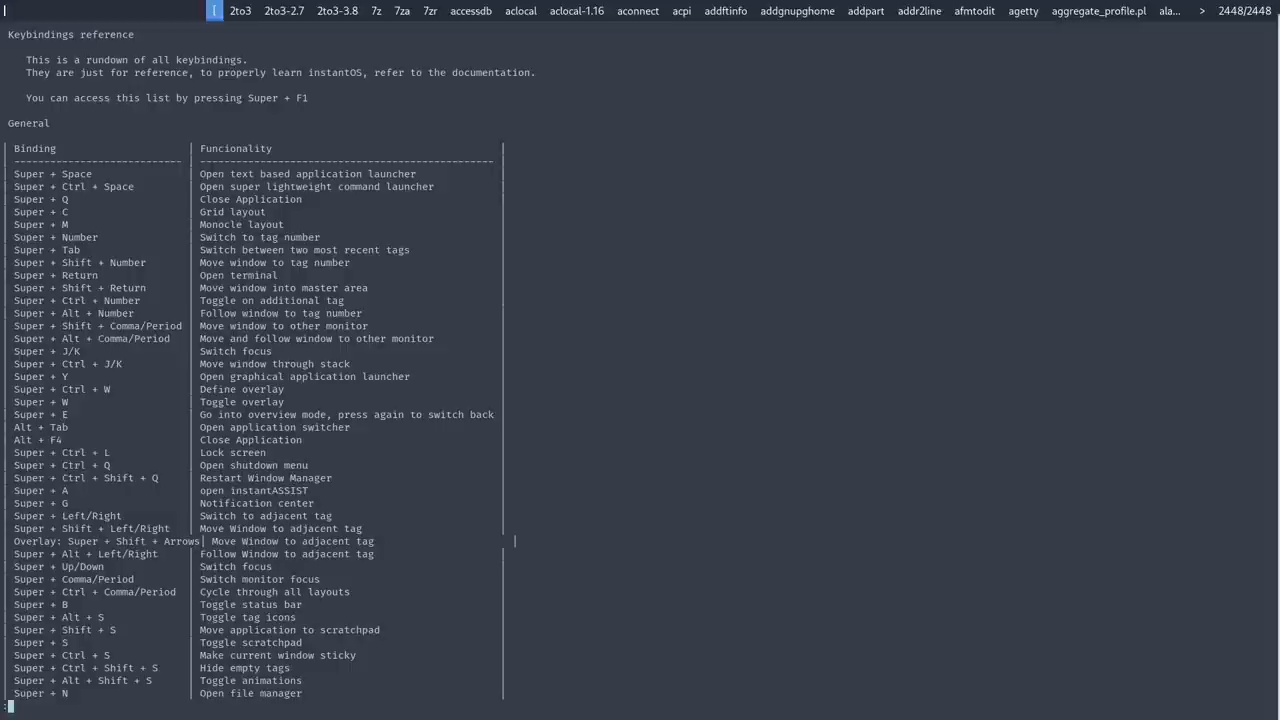 [ 2to3 2to3-2.7 2to3-3.8 7z 7za 7zr accessdb aclocal aclocal-1.16 aconnect acpi addftinfo addgnupghome addpart addr2line afmtodit agetty aggregate_profile.pl ala... > 2448/2448
Keybindings reference
This is a rundown of all keybindings.
They are just for reference, to properly learn instantOS, refer to the documentation.
You can access this list by pressing Super + F1
General
| Binding | Funcionality |
| ---------------------------- | ------------------------------------------------- |
| Super + Space | Open text based application launcher |
| Super + Ctrl + Space | Open super lightweight command launcher |
| Super + Q | Close Application |
| Super + C | Grid layout |
| Super + M | Monocle layout |
| Super + Number | Switch to tag number |
| Super + Tab | Switch between two most recent tags |
| Super + Shift + Number | Move window to tag number |
| Super + Return | Open terminal |
| Super + Shift + Return | Move window into master area |
| Super + Ctrl + Number | Toggle on additional tag |
| Super + Alt + Number | Follow window to tag number |
| Super + Shift + Comma/Period | Move window to other monitor |
| Super + Alt + Comma/Period | Move and follow window to other monitor |
| Super + J/K | Switch focus |
| Super + Ctrl + J/K | Move window through stack |
| Super + Y | Open graphical application launcher |
| Super + Ctrl + W | Define overlay |
| Super + W | Toggle overlay |
| Super + E | Go into overview mode, press again to switch back |
| Alt + Tab | Open application switcher |
| Alt + F4 | Close Application |
| Super + Ctrl + L | Lock screen |
| Super + Ctrl + Q | Open shutdown menu |
| Super + Ctrl + Shift + Q | Restart Window Manager |
| Super + A | open instantASSIST |
| Super + G | Notification center |
| Super + Left/Right | Switch to adjacent tag |
| Super + Shift + Left/Right | Move Window to adjacent tag |
| Overlay: Super + Shift + Arrows| Move Window to adjacent tag |
| Super + Alt + Left/Right | Follow Window to adjacent tag |
| Super + Up/Down | Switch focus |
| Super + Comma/Period | Switch monitor focus |
| Super + Ctrl + Comma/Period | Cycle through all layouts |
| Super + B | Toggle status bar |
| Super + Alt + S | Toggle tag icons |
| Super + Shift + S | Move application to scratchpad |
| Super + S | Toggle scratchpad |
| Super + Ctrl + S | Make current window sticky |
| Super + Ctrl + Shift + S | Hide empty tags |
| Super + Alt + Shift + S | Toggle animations |
| Super + N | Open file manager |
: